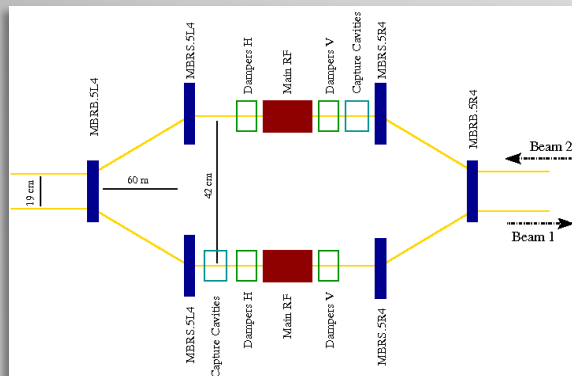 MBRB.5L4
MBRS.5L4
Dampers H
Main RF
Dampers V
Capture Cavities
MBRS.5R4
MBRB.5R4
Beam 2
19 cm
60 m
42 cm
Beam 1
MBRS.5L4
Capture Cavities
Dampers H
Main RF
Dampers V
MBRS.5R4